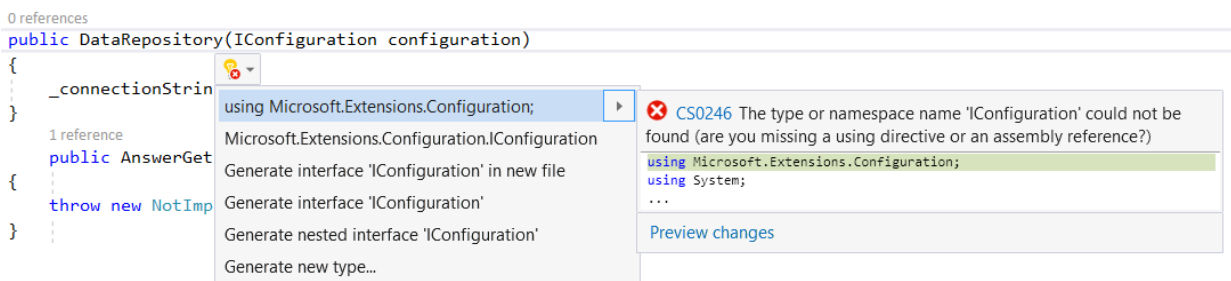 0 references
public DataRepository(IConfiguration configuration)
{
_connectionStrin
}
1 reference
public AnswerGet
{
throw new NotImp
}
using Microsoft.Extensions.Configuration;
Microsoft.Extensions.Configuration.IConfiguration
Generate interface 'IConfiguration' in new file
Generate interface 'IConfiguration'
Generate nested interface 'IConfiguration'
Generate new type...
CS0246 The type or namespace name 'IConfiguration' could not be
found (are you missing a using directive or an assembly reference?)
using Microsoft.Extensions.Configuration;
using System;
...
Preview changes